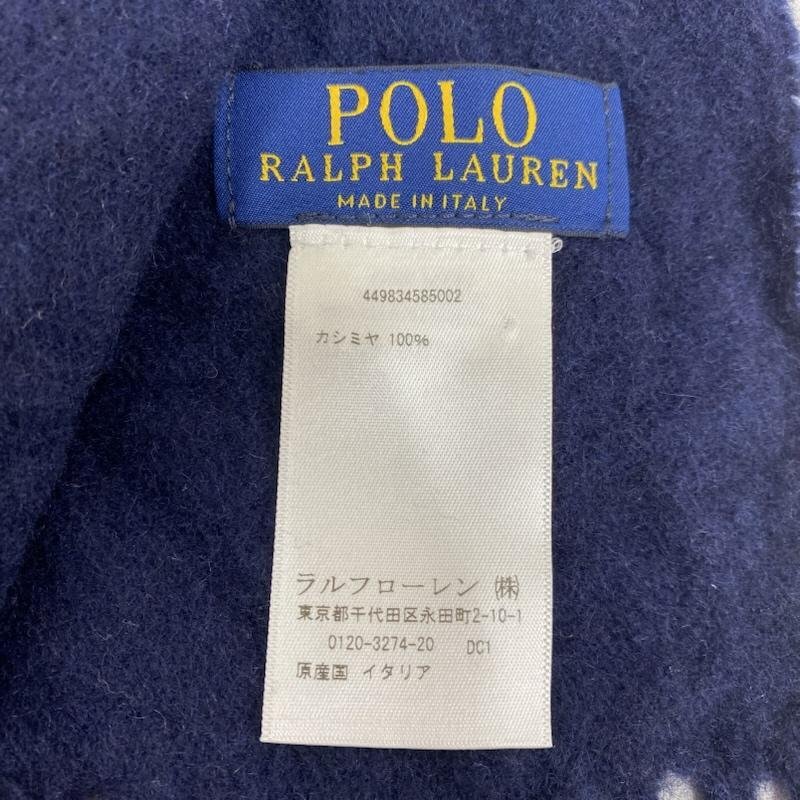 POLO
RALPH LAUREN
MADE IN ITALY
449834585002
カシミヤ 100%
ラルフローレン ㈱
東京都千代田区永田町2-10-1
0120-3274-20 DC1
原産国 イタリア